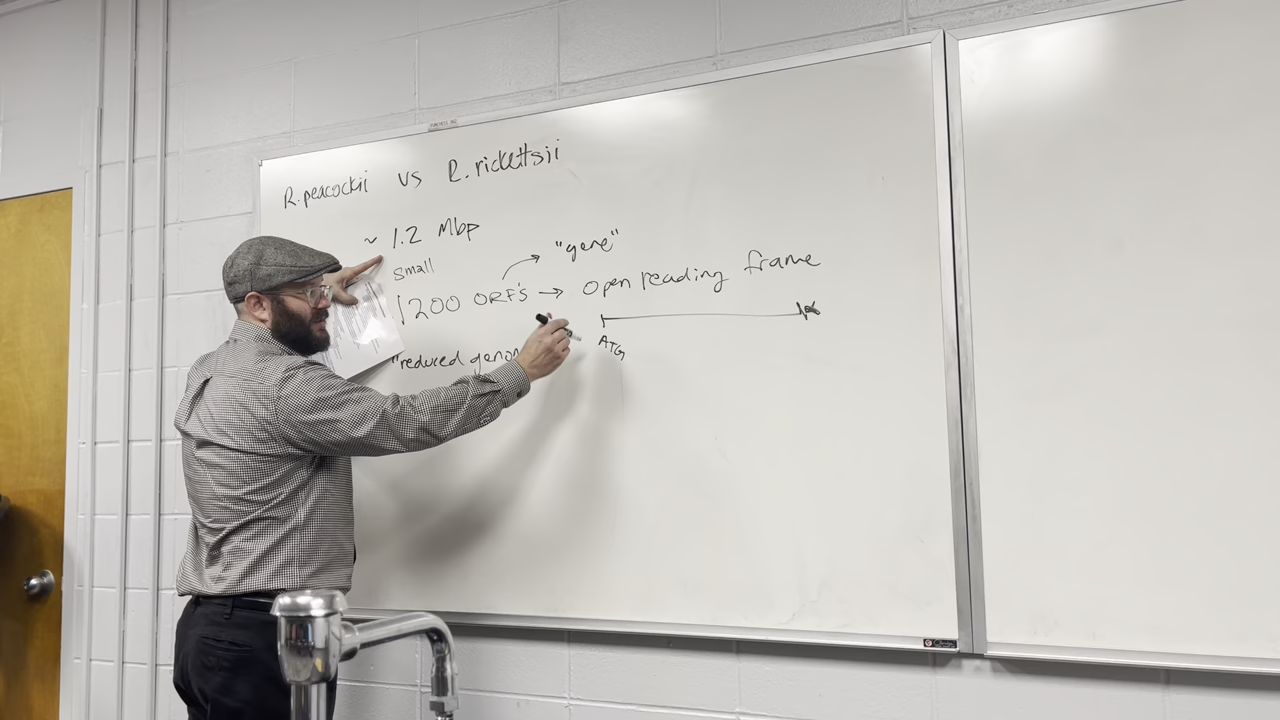 R.peacockii vs R.rickettsii
~ 1.2 Mbp
small
"gene"
1200 ORF's → open reading frame
ATG
"reduced genom